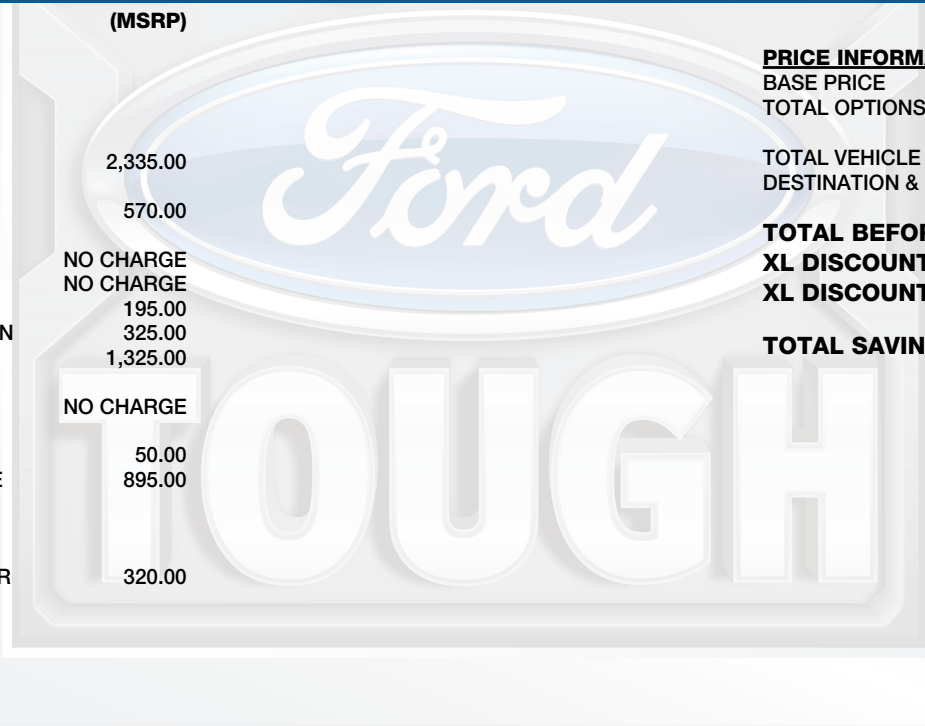 (MSRP)
2,335.00
570.00
NO CHARGE
NO CHARGE
195.00
N 325.00
1,325.00
NO CHARGE
50.00
E 895.00
R 320.00
PRICE INFORMA
BASE PRICE
TOTAL OPTIONS
TOTAL VEHICLE
DESTINATION &
TOTAL BEFOR
XL DISCOUNT
XL DISCOUNT
TOTAL SAVIN
Ford
TOUGH